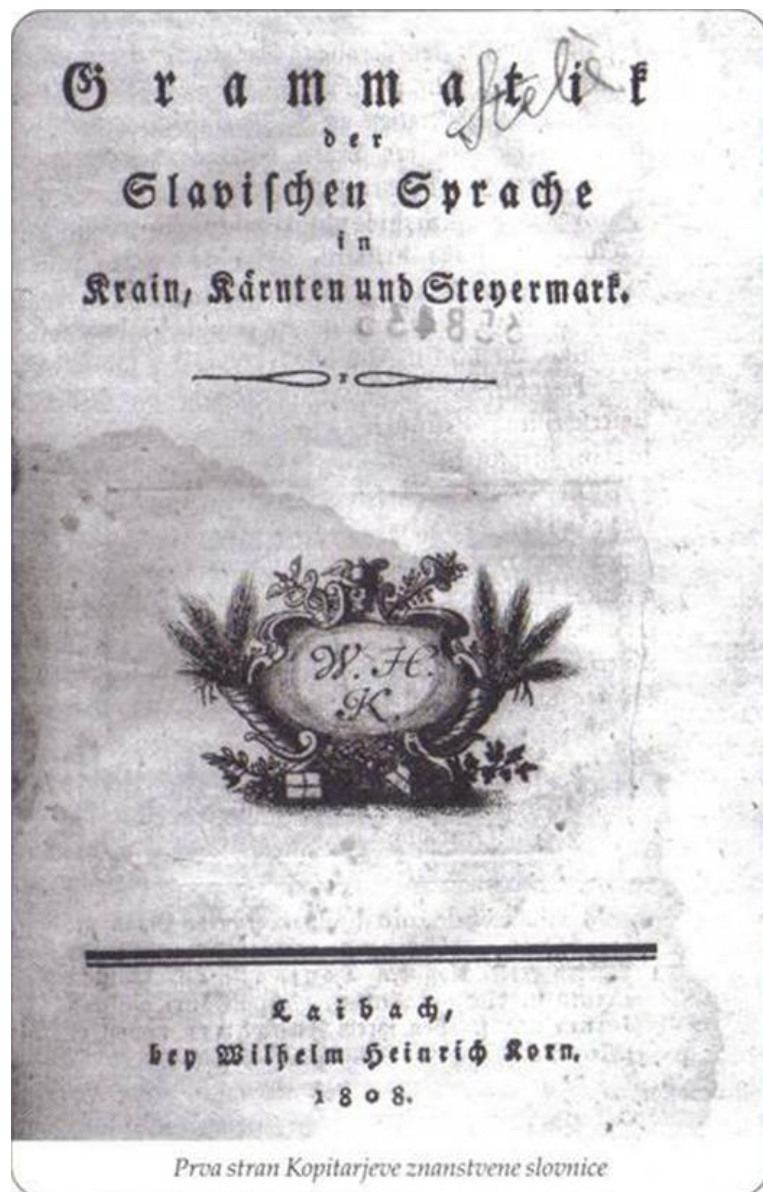 Grammatik
der
Slavischen Sprache
in
Krain, Kärnten und Steyermark.
W. H.
K.
Laibach,
bey Wilhelm Heinrich Korn.
1808.
Prva stran Kopitarjeve znanstvene slovnice